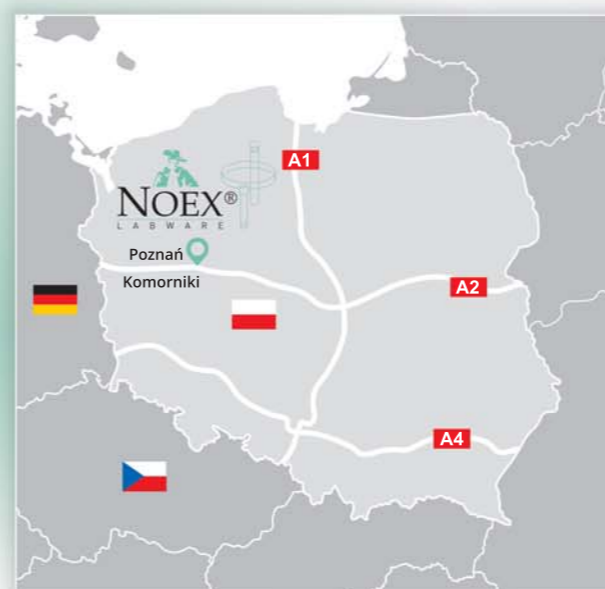 A1
NOEX®
LABWARE
Poznań
Komorniki
A2
A4